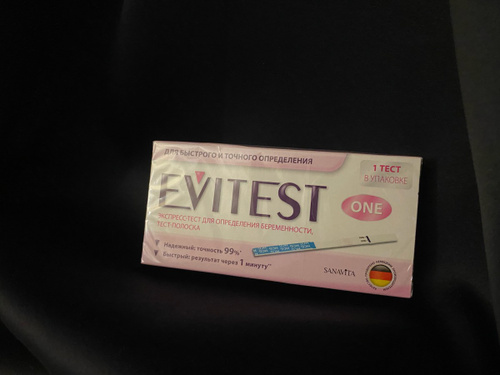 ДЛЯ БЫСТРОГО И ТОЧНОГО ОПРЕДЕЛЕНИЯ
1 ТЕСТ
В УПАКОВКЕ
EVITEST
ONE
ЭКСПРЕСС-ТЕСТ ДЛЯ ОПРЕДЕЛЕНИЯ БЕРЕМЕННОСТИ,
ТЕСТ-ПОЛОСКА
Надежный: точность 99%*
Быстрый: результат через 1 минуту**
SANAVITA